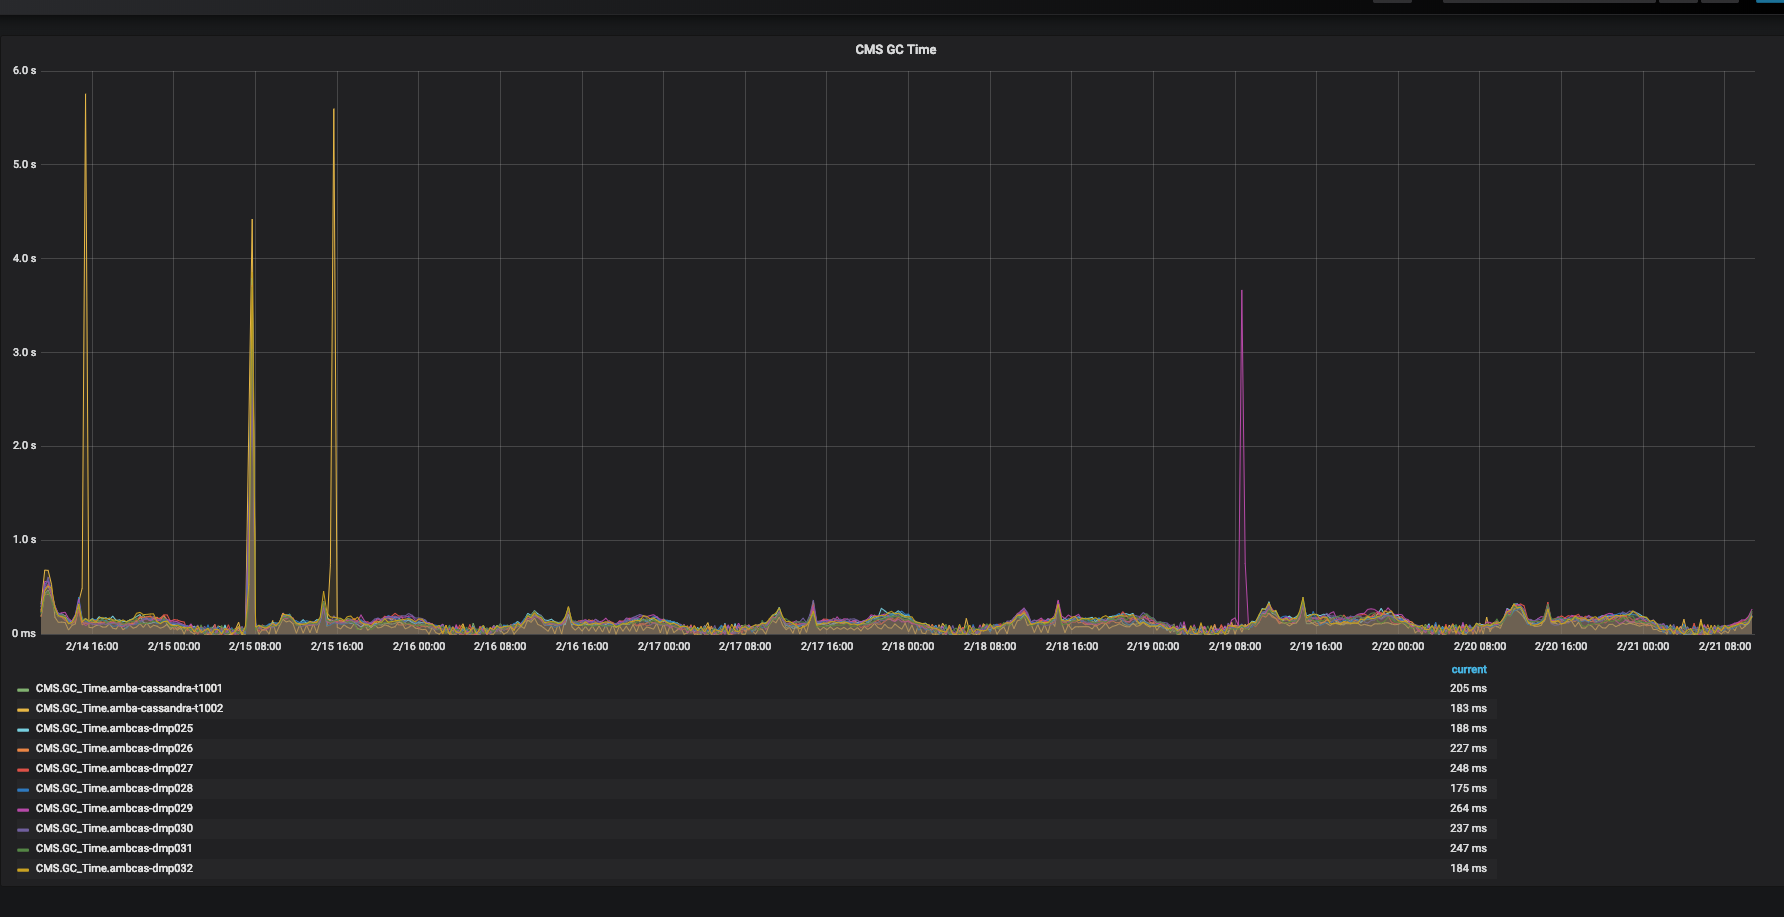 CMS GC Time
6.0 s
5.0 s
4.0 s
3.0 s
2.0 s
1.0 s
0 ms
2/14 16:00 2/15 00:00 2/15 08:00 2/15 16:00 2/16 00:00 2/16 08:00 2/16 16:00 2/17 00:00 2/17 08:00 2/17 16:00 2/18 00:00 2/18 08:00 2/18 16:00 2/19 00:00 2/19 08:00 2/19 16:00 2/20 00:00 2/20 08:00 2/20 16:00 2/21 00:00 2/21 08:00
current
CMS.GC_Time.amba-cassandra-t1001 205 ms
CMS.GC_Time.amba-cassandra-t1002 183 ms
CMS.GC_Time.ambcas-dmp025 188 ms
CMS.GC_Time.ambcas-dmp026 227 ms
CMS.GC_Time.ambcas-dmp027 248 ms
CMS.GC_Time.ambcas-dmp028 175 ms
CMS.GC_Time.ambcas-dmp029 264 ms
CMS.GC_Time.ambcas-dmp030 237 ms
CMS.GC_Time.ambcas-dmp031 247 ms
CMS.GC_Time.ambcas-dmp032 184 ms